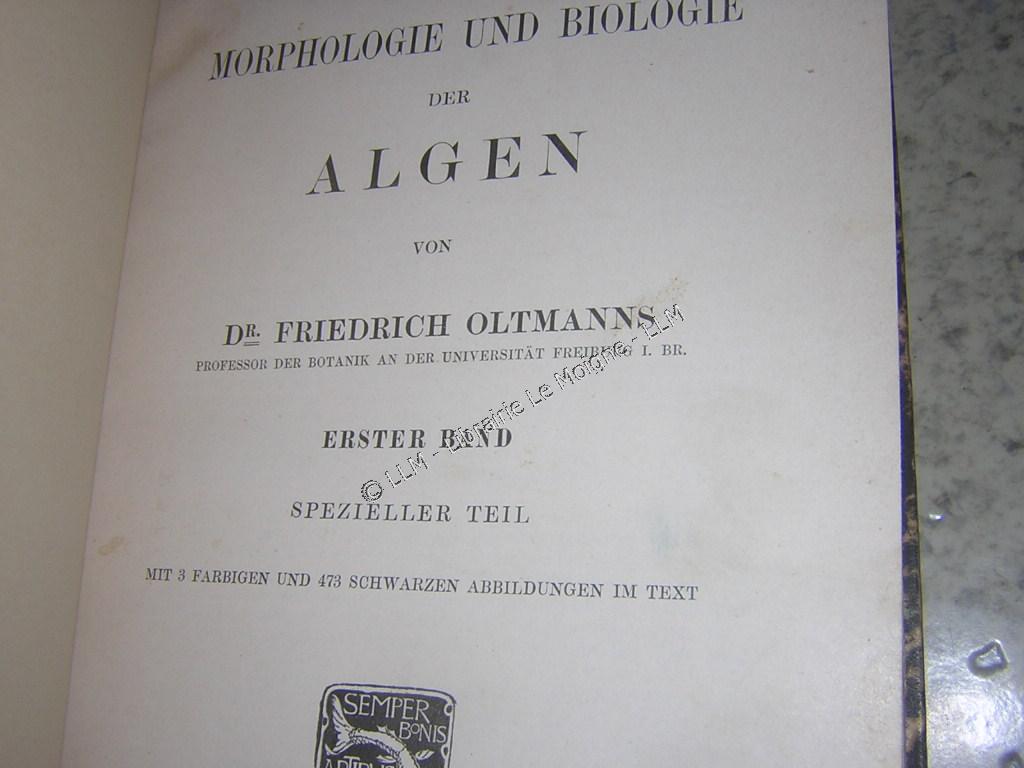 MORPHOLOGIE UND BIOLOGIE
DER
ALGEN
VON
DR. FRIEDRICH OLTMANNS
PROFESSOR DER BOTANIK AN DER UNIVERSITÄT FREIBURG I. BR.
ERSTER BAND
SPEZIELLER TEIL
MIT 3 FARBIGEN UND 473 SCHWARZEN ABBILDUNGEN IM TEXT
SEMPER
BONIS
ARTIBUS
© LLM - Librairie Le Moigne - LLM